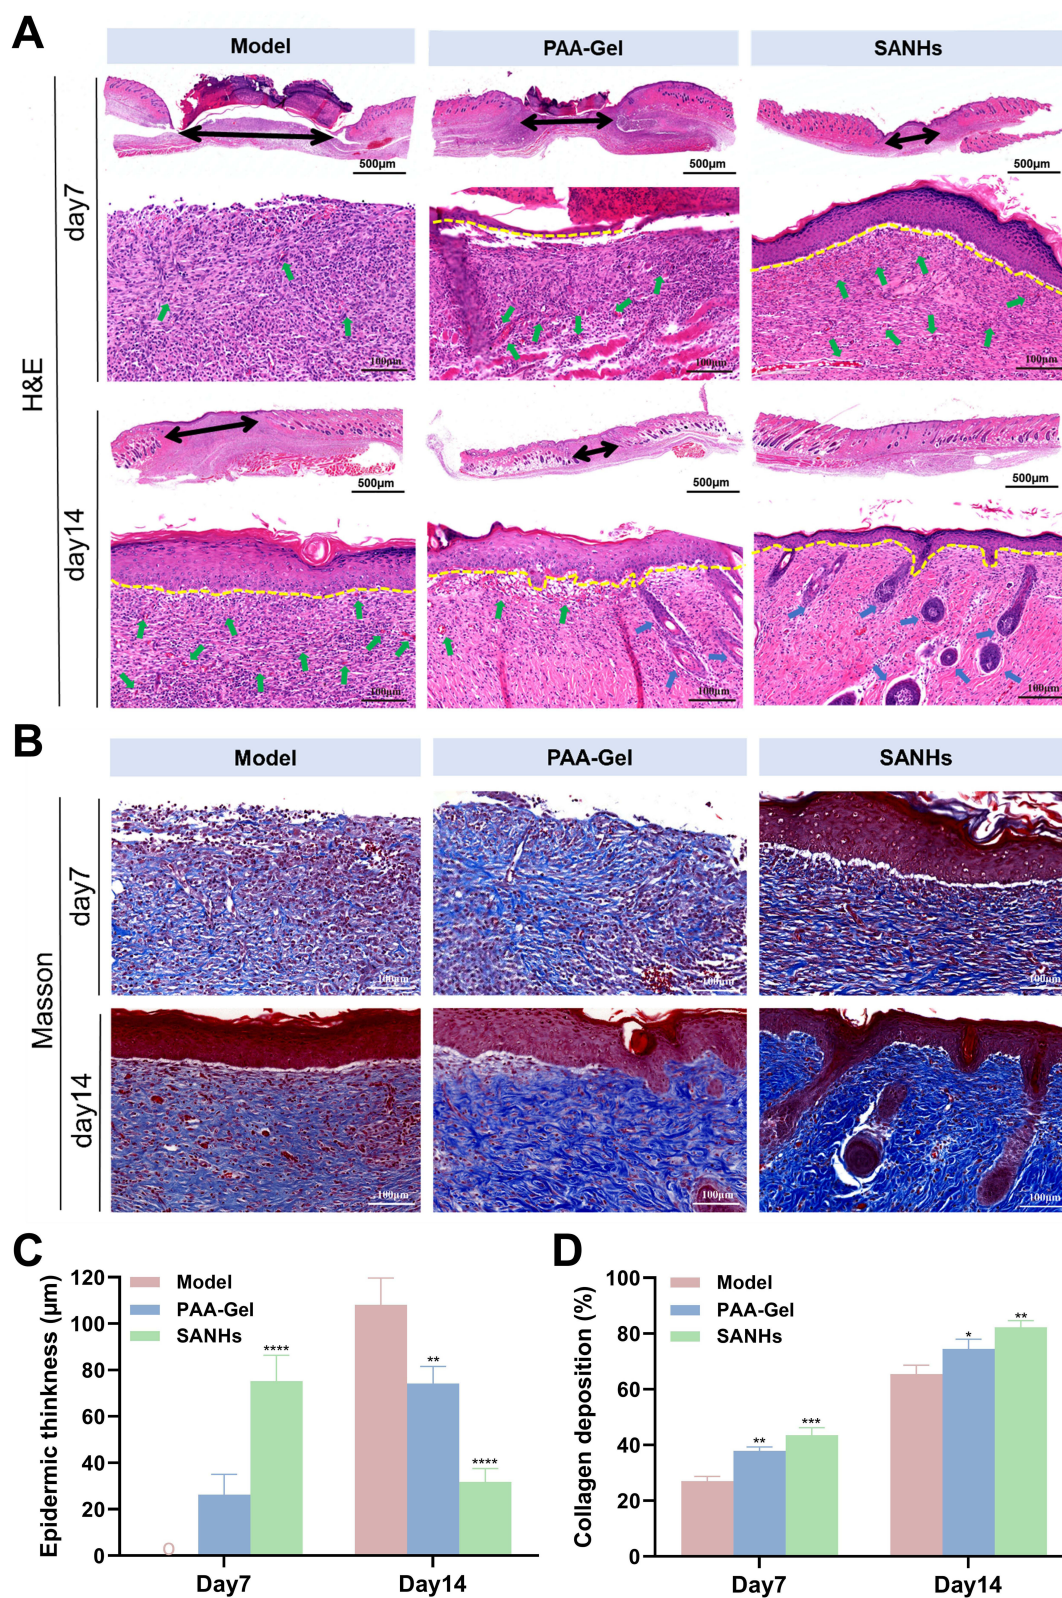 A
Model
PAA-Gel
SANHs
H&E
day7
500μm
500μm
500μm
100μm
100μm
100μm
day14
500μm
500μm
500μm
100μm
100μm
100μm
B
Model
PAA-Gel
SANHs
Masson
day7
100μm
100μm
100μm
day14
100μm
100μm
100μm
C
Epidermic thinkness (μm)
120
100
80
60
40
20
0
Model
PAA-Gel
SANHs
O
****
**
****
Day7
Day14
D
Collagen deposition (%)
100
80
60
40
20
0
Model
PAA-Gel
SANHs
**
***
*
**
Day7
Day14